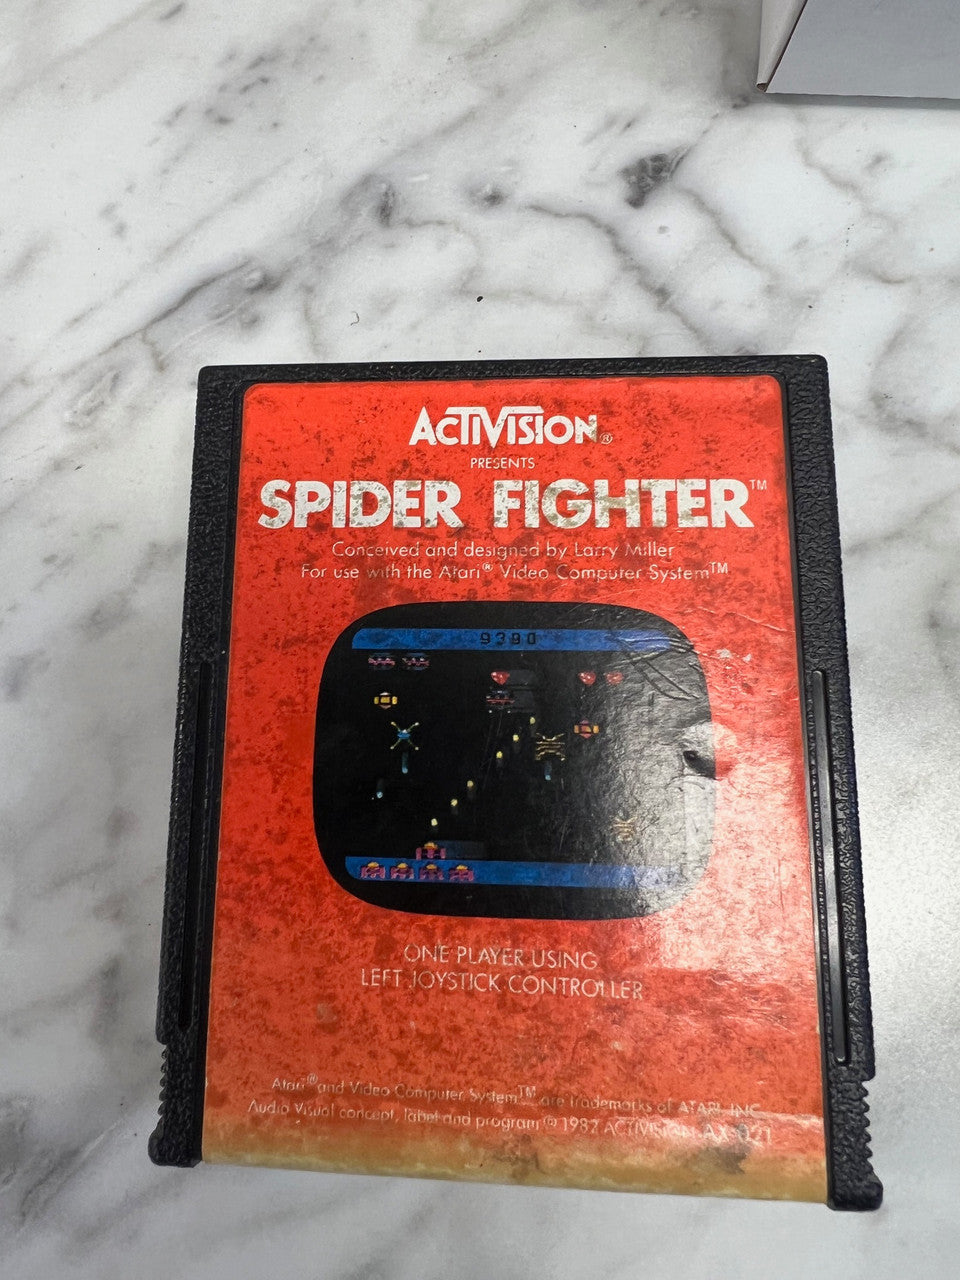 ACTIVISION®
PRESENTS
SPIDER FIGHTER™
Conceived and designed by Larry Miller
For use with the Atari® Video Computer System™
9380
ONE PLAYER USING
LEFT JOYSTICK CONTROLLER
Atari® and Video Computer System™ are trademarks of ATARI, INC.
Audio Visual concept, label and program © 1982 ACTIVISION AX-021